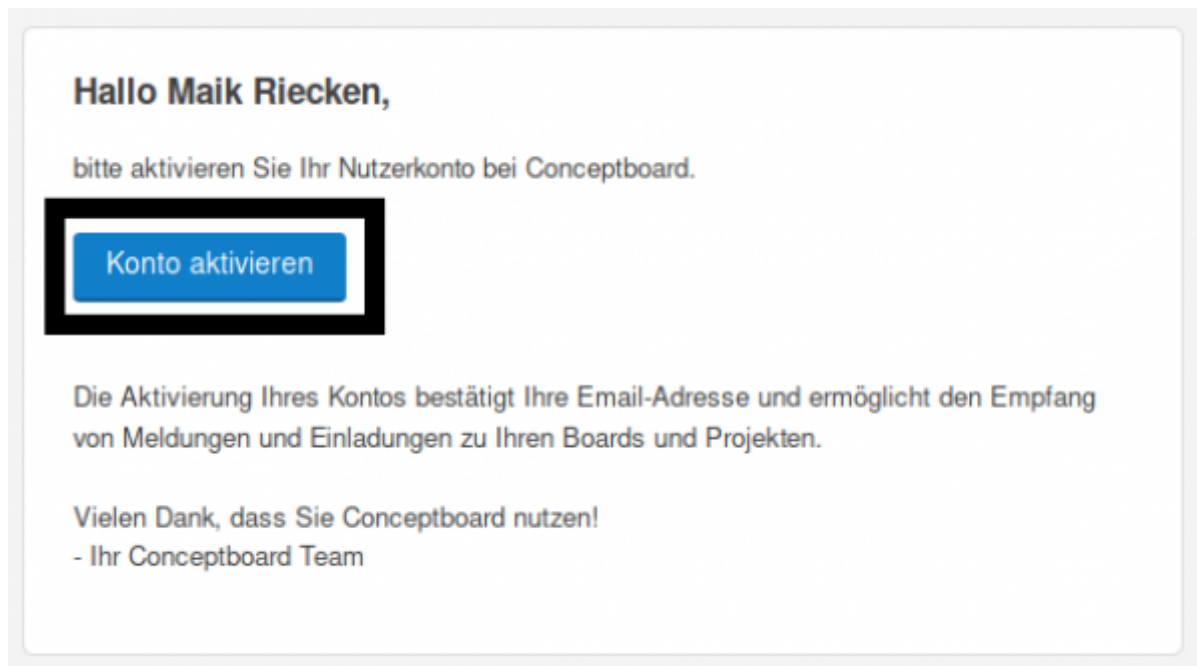 Hallo Maik Riecken,
bitte aktivieren Sie Ihr Nutzerkonto bei Conceptboard.
Konto aktivieren
Die Aktivierung Ihres Kontos bestätigt Ihre Email-Adresse und ermöglicht den Empfang
von Meldungen und Einladungen zu Ihren Boards und Projekten.
Vielen Dank, dass Sie Conceptboard nutzen!
- Ihr Conceptboard Team